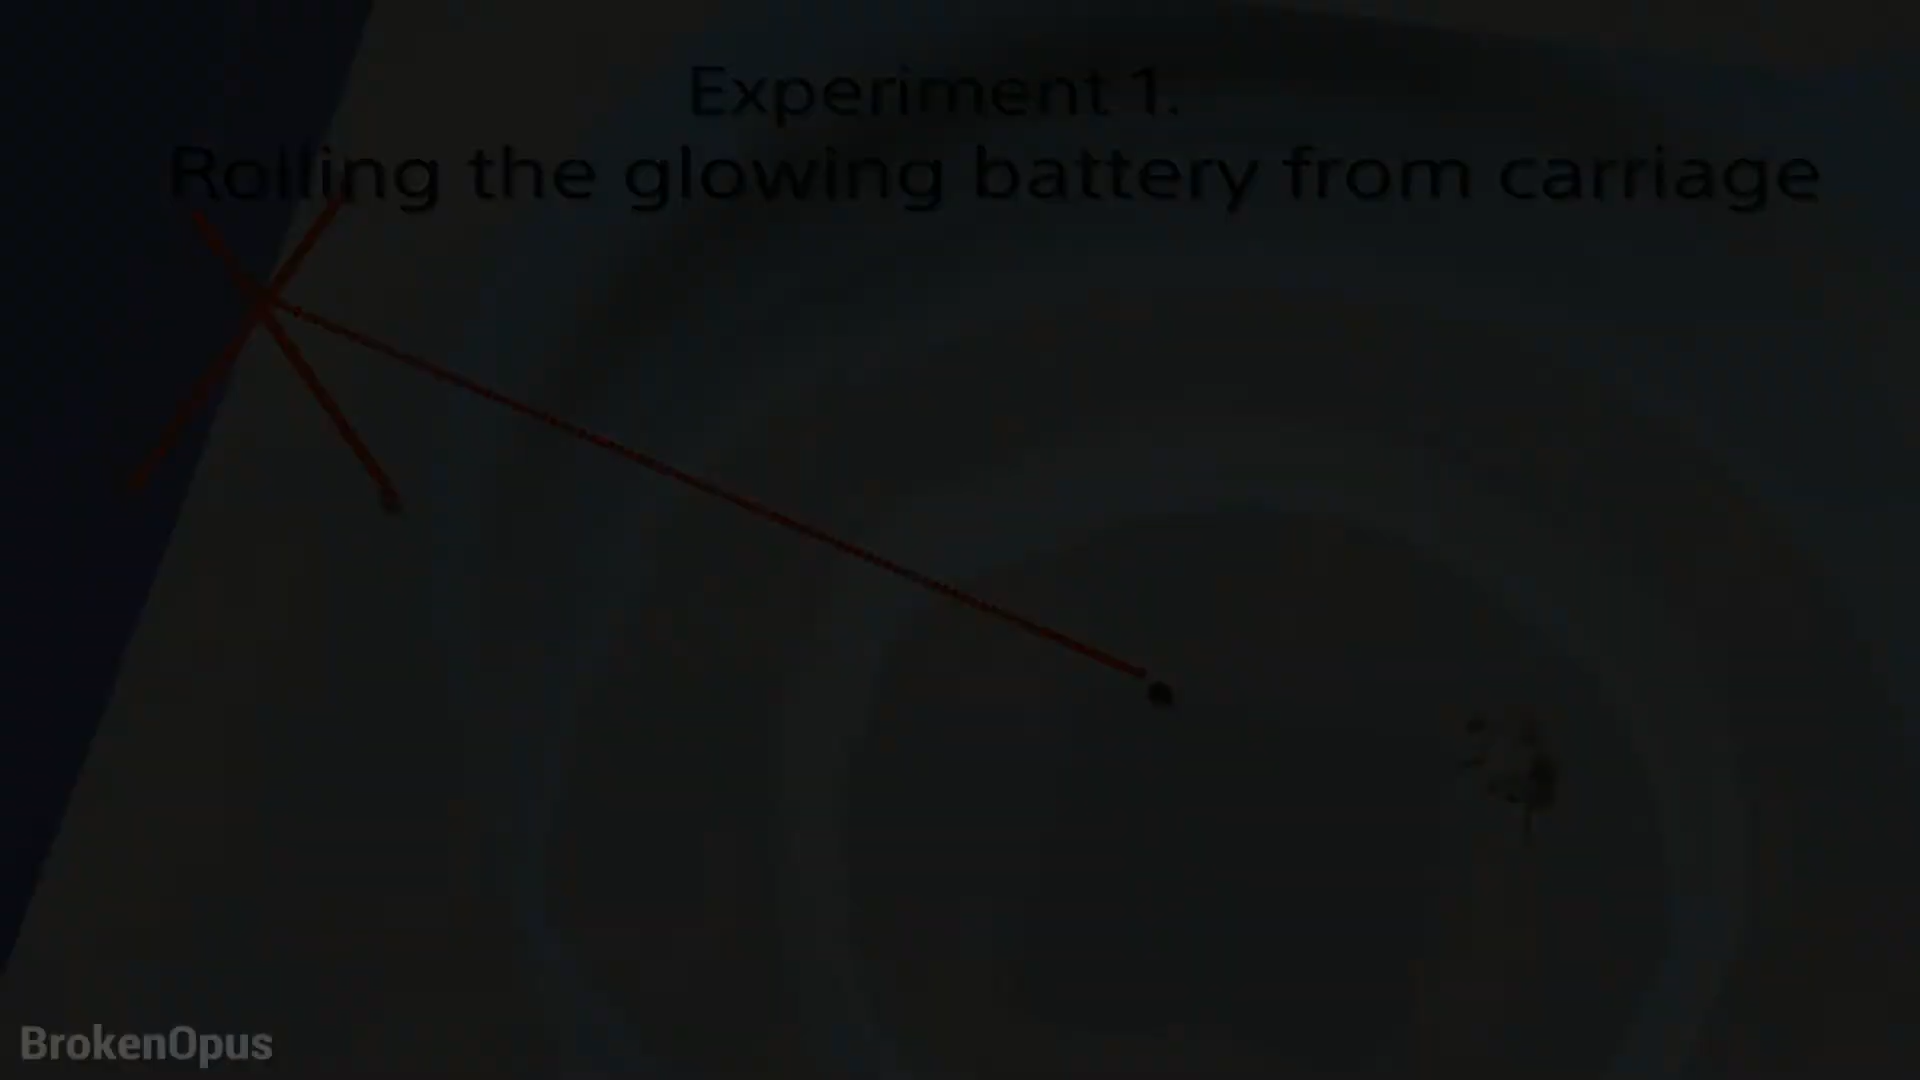 Experiment 1.
Rolling the glowing battery from carriage
BrokenOpus